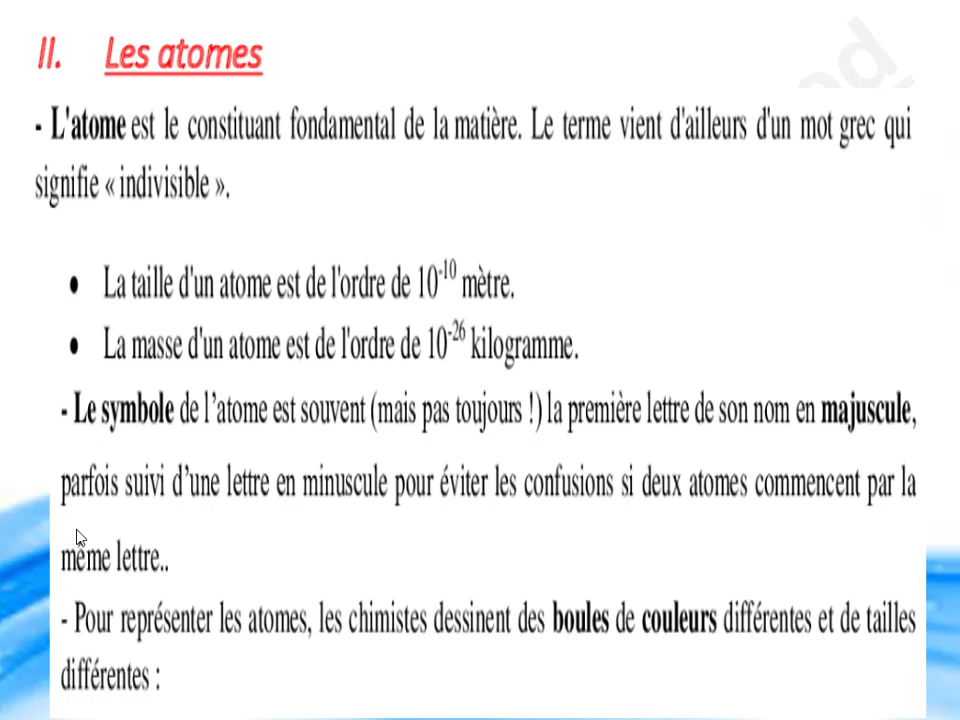 II. Les atomes
- L'atome est le constituant fondamental de la matière. Le terme vient d'ailleurs d'un mot grec qui
signifie « indivisible ».
• La taille d'un atome est de l'ordre de 10⁻¹⁰ mètre.
• La masse d'un atome est de l'ordre de 10⁻²⁶ kilogramme.
- Le symbole de l’atome est souvent (mais pas toujours !) la première lettre de son nom en majuscule,
parfois suivi d’une lettre en minuscule pour éviter les confusions si deux atomes commencent par la
même lettre..
- Pour représenter les atomes, les chimistes dessinent des boules de couleurs différentes et de tailles
différentes :